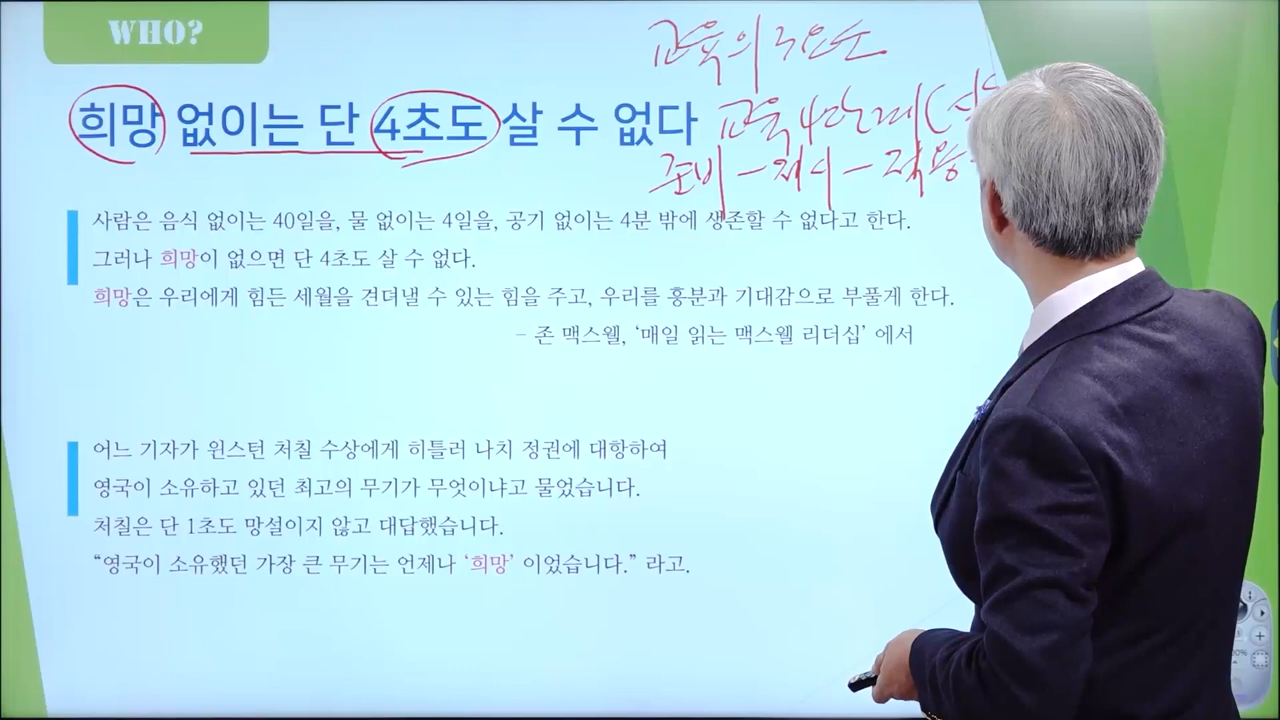 WHO?
희망 없이는 단 4초도 살 수 없다
교육의 3요소
교육 4단계(
준비 – 제시 – 적용
사람은 음식 없이는 40일을, 물 없이는 4일을, 공기 없이는 4분 밖에 생존할 수 없다고 한다.
그러나 희망이 없으면 단 4초도 살 수 없다.
희망은 우리에게 힘든 세월을 견뎌낼 수 있는 힘을 주고, 우리를 흥분과 기대감으로 부풀게 한다.
– 존 맥스웰, ‘매일 읽는 맥스웰 리더십’ 에서
어느 기자가 윈스턴 처칠 수상에게 히틀러 나치 정권에 대항하여
영국이 소유하고 있던 최고의 무기가 무엇이냐고 물었습니다.
처칠은 단 1초도 망설이지 않고 대답했습니다.
“영국이 소유했던 가장 큰 무기는 언제나 ‘희망’ 이었습니다.” 라고.